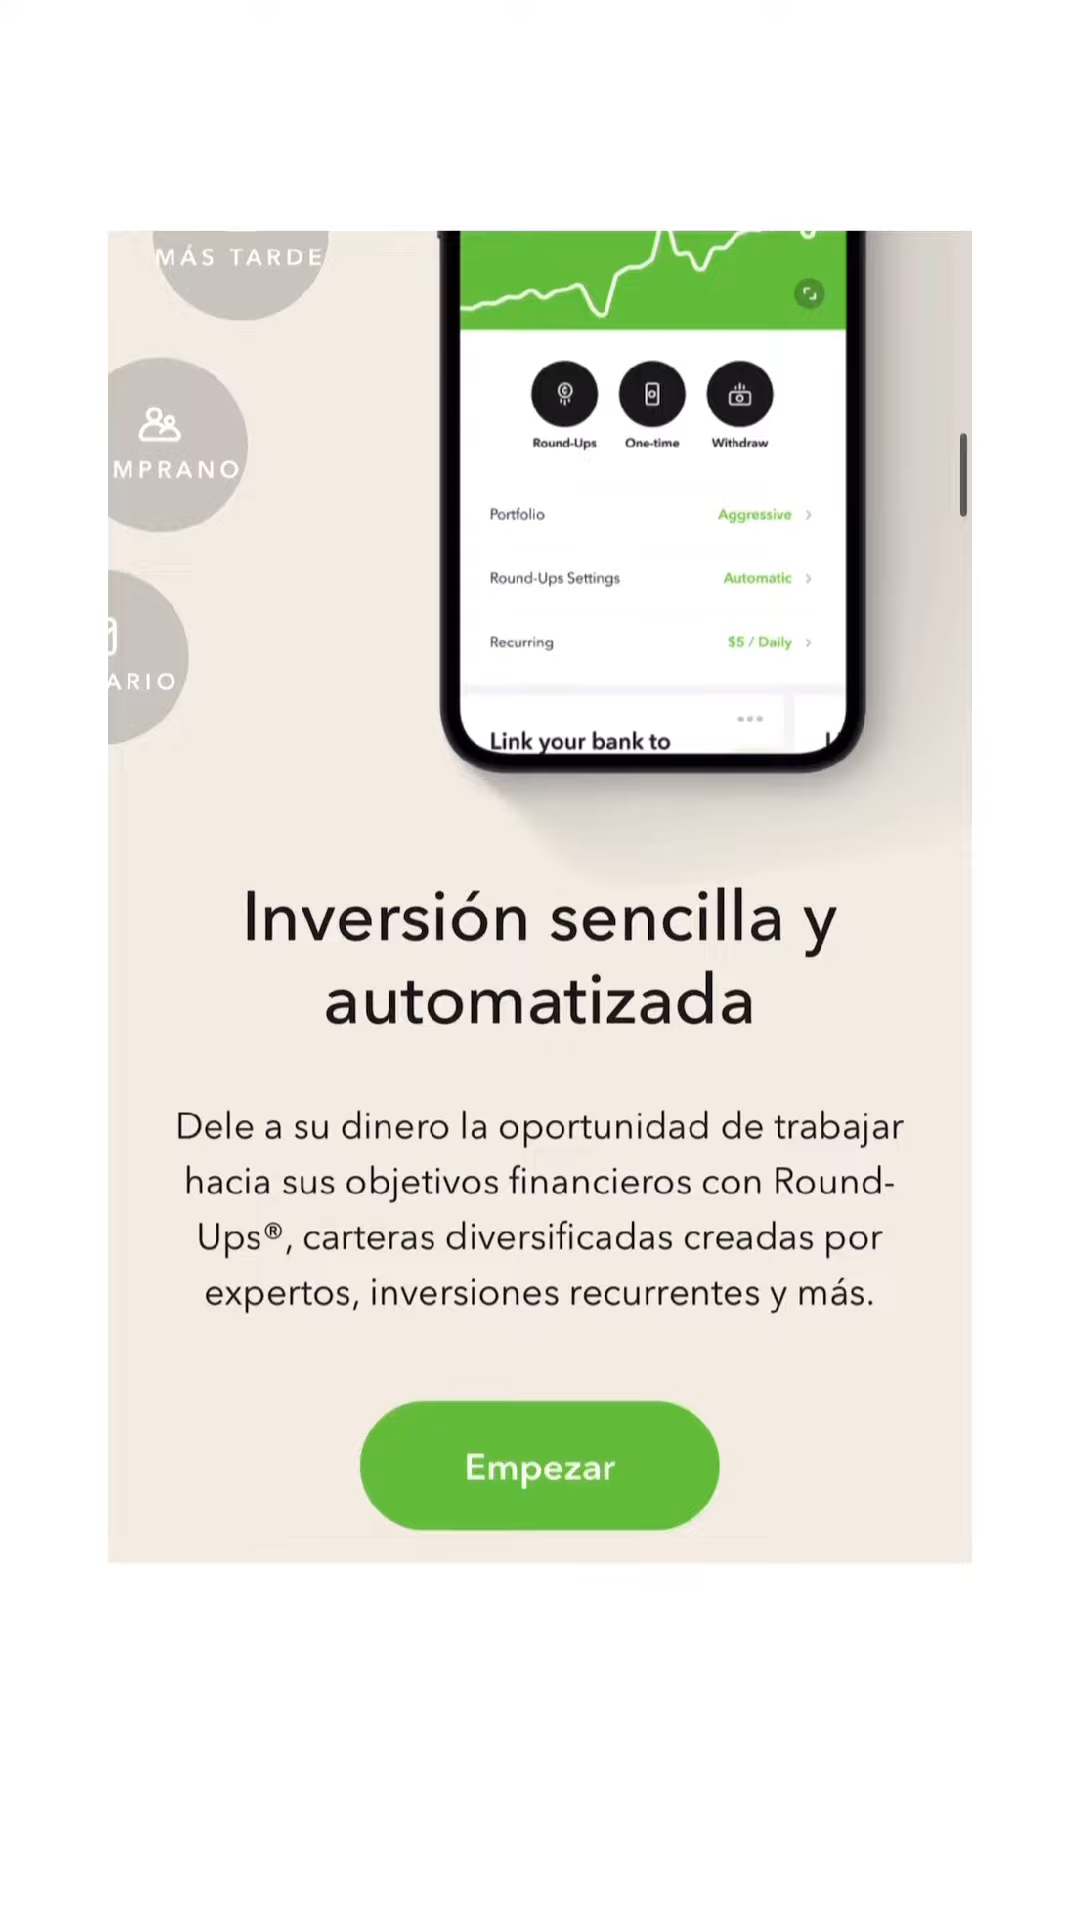 MÁS TARDE
MPRANO
ARIO
Round-Ups
One-time
Withdraw
Portfolio
Aggressive
Round-Ups Settings
Automatic
Recurring
$5 / Daily
Link your bank to
Inversión sencilla y
automatizada
Dele a su dinero la oportunidad de trabajar
hacia sus objetivos financieros con Round-
Ups®, carteras diversificadas creadas por
expertos, inversiones recurrentes y más.
Empezar